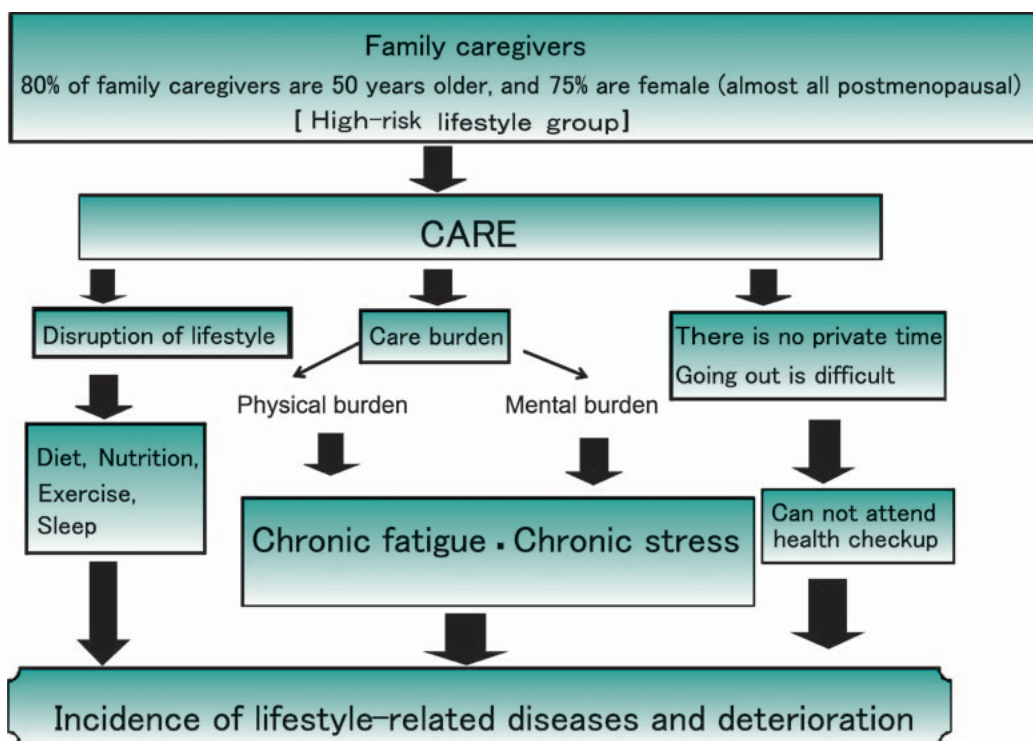 Family caregivers
80% of family caregivers are 50 years older, and 75% are female (almost all postmenopausal)
[ High-risk lifestyle group]
CARE
Disruption of lifestyle
Care burden
There is no private time
Going out is difficult
Physical burden
Mental burden
Diet, Nutrition,
Exercise,
Sleep
Chronic fatigue ▪ Chronic stress
Can not attend
health checkup
Incidence of lifestyle-related diseases and deterioration